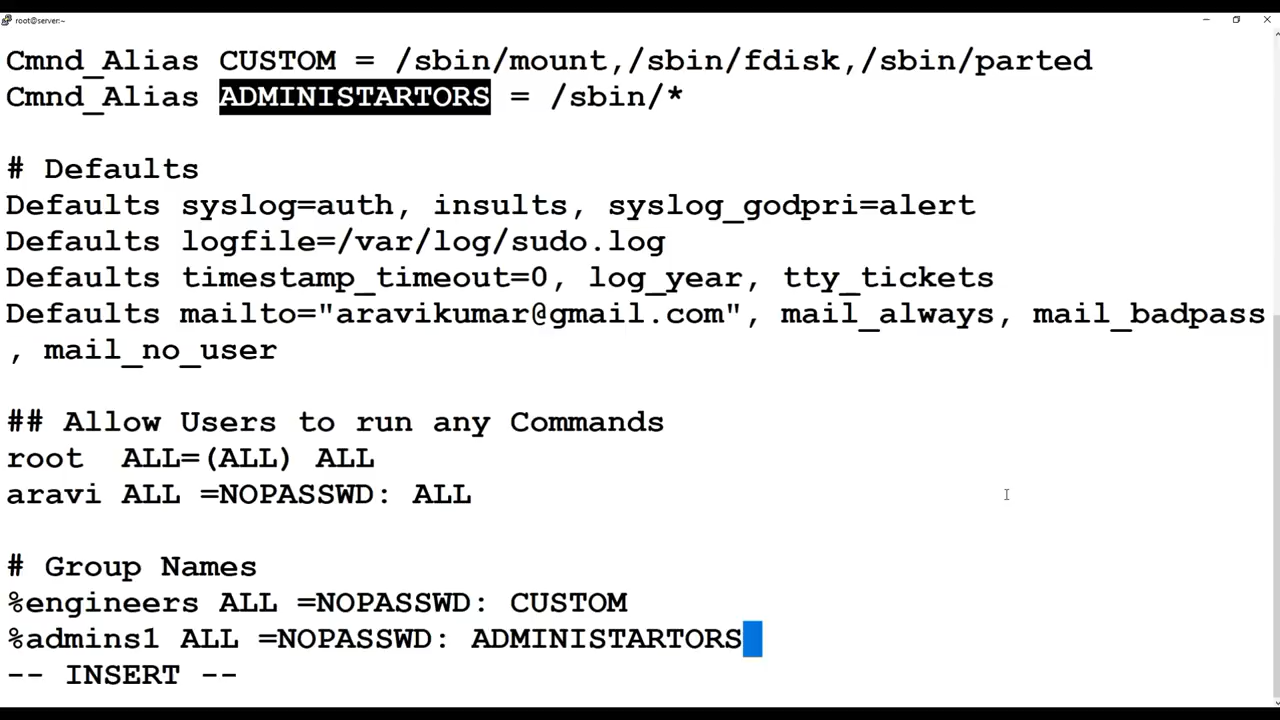 root@server:~
Cmnd_Alias CUSTOM = /sbin/mount,/sbin/fdisk,/sbin/parted
Cmnd_Alias ADMINISTARTORS = /sbin/*
# Defaults
Defaults syslog=auth, insults, syslog_godpri=alert
Defaults logfile=/var/log/sudo.log
Defaults timestamp_timeout=0, log_year, tty_tickets
Defaults mailto="aravikumar@gmail.com", mail_always, mail_badpass
, mail_no_user
## Allow Users to run any Commands
root  ALL=(ALL) ALL
aravi ALL =NOPASSWD: ALL
# Group Names
%engineers ALL =NOPASSWD: CUSTOM
%admins1 ALL =NOPASSWD: ADMINISTARTORS
-- INSERT --